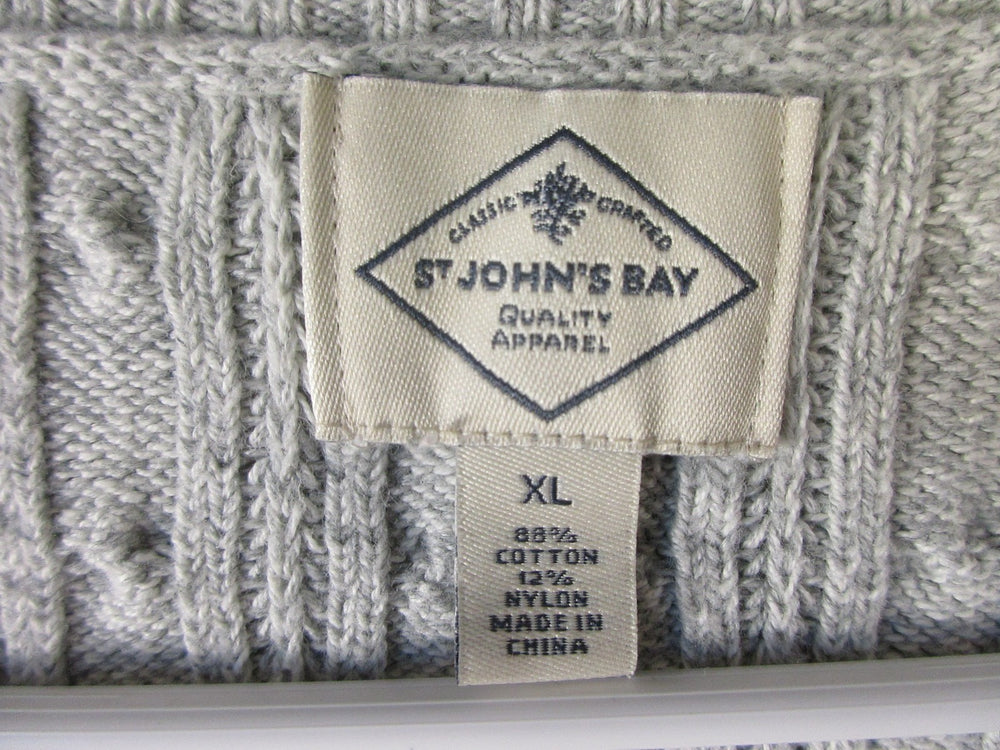 CLASSIC CRAFTED
ST JOHN'S BAY
QUALITY
APPAREL
XL
88%
COTTON
12%
NYLON
MADE IN
CHINA